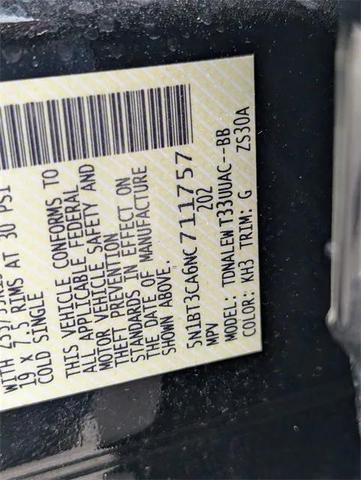 19 X 7.5 RIMS AT 30 PSI
COLD SINGLE
THIS VEHICLE CONFORMS TO
ALL APPLICABLE FEDERAL
MOTOR VEHICLE SAFETY AND
THEFT PREVENTION
STANDARDS IN EFFECT ON
THE DATE OF MANUFACTURE
SHOWN ABOVE.
5N1BT3CA6NC711757
MPV 202
MODEL: TDNALEW T33UUAC--BB
COLOR: KH3 TRIM: G ZS30A